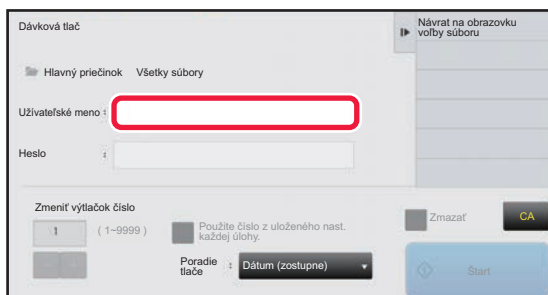 Dávková tlač
Návrat na obrazovku
voľby súboru
Hlavný priečinok Všetky súbory
Užívateľské meno :
Heslo :
Zmeniť výtlačok číslo
1 ( 1~9999 )
Použite číslo z uloženého nast.
každej úlohy.
Zmazať
CA
Poradie
tlače : Dátum (zostupne)
Štart